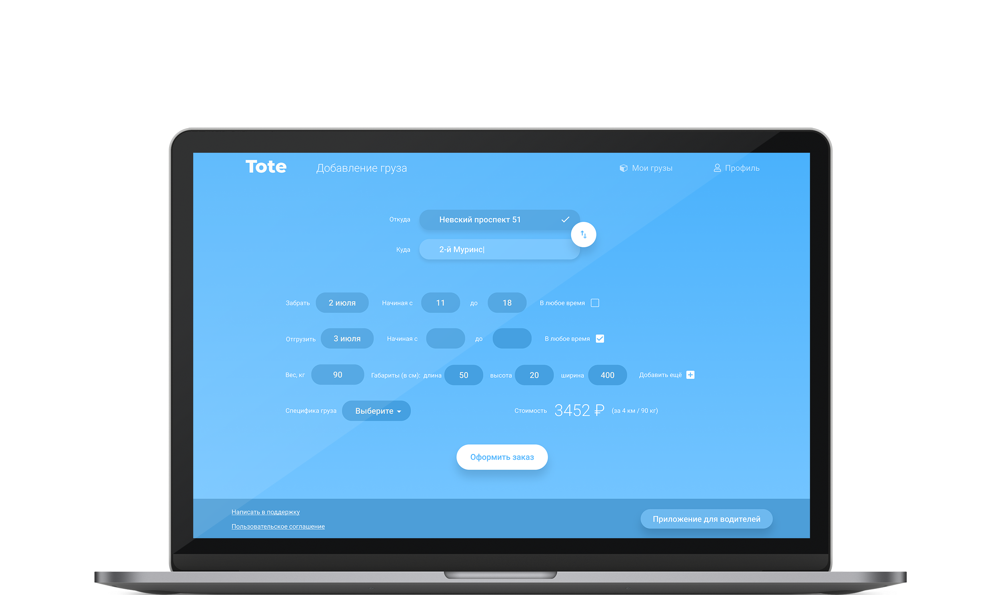 Tote Добавление груза Мои грузы Профиль
Откуда Невский проспект 51
Куда 2-й Муринс
Забрать 2 июля Начиная с 11 до 18 В любое время
Отгрузить 3 июля Начиная с до В любое время
Вес, кг 90 Габариты (в см): длина 50 высота 20 ширина 400 Добавить ещё
Специфика груза Выберите Стоимость 3452 ₽ (за 4 км / 90 кг)
Оформить заказ
Написать в поддержку
Приложение для водителей
Пользовательское соглашение